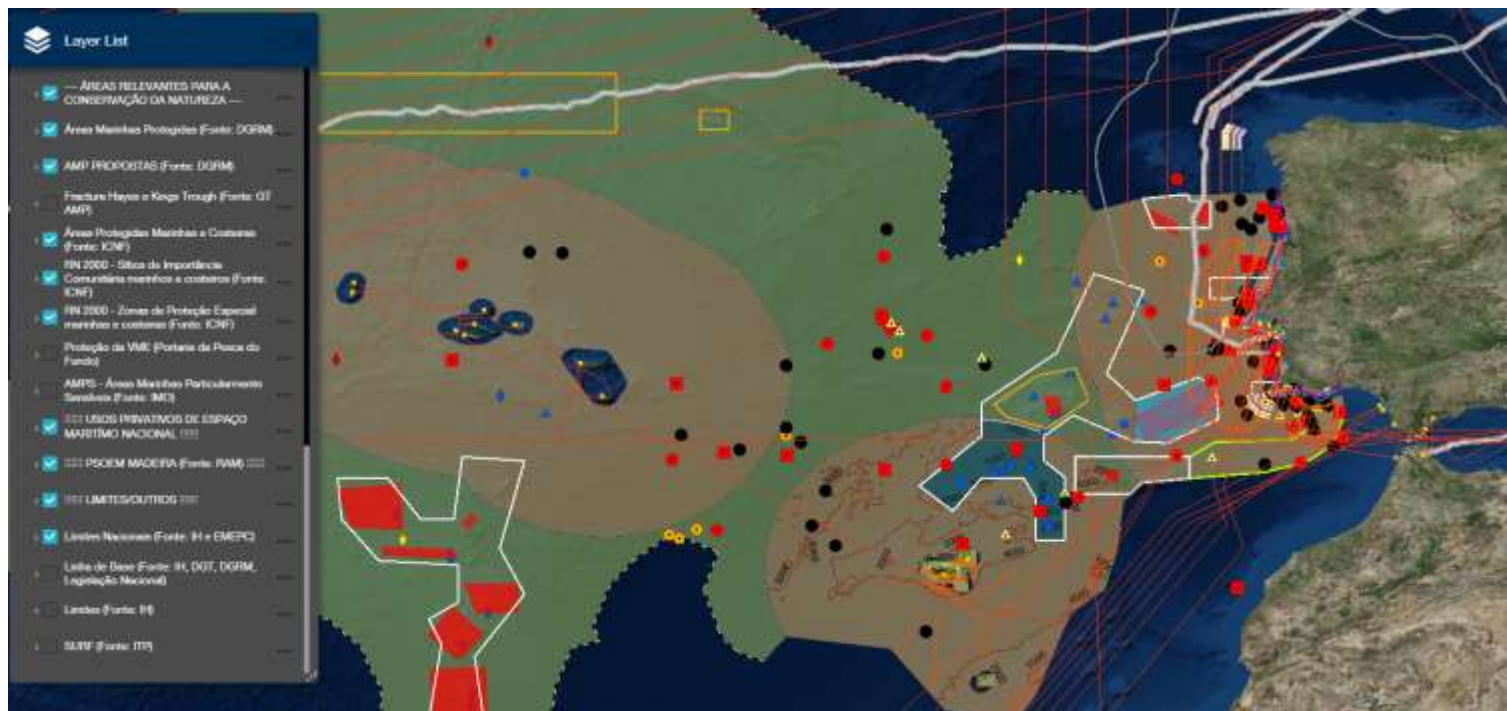 Layer List
--- ÁREAS RELEVANTES PARA A
CONSERVAÇÃO DA NATUREZA ---
Áreas Marinhas Protegidas (Fonte: DGRM)
AMP PROPOSTAS (Fonte: DGRM)
Fracture Hayes e Kings Trough (Fonte: GT
AMP)
Áreas Protegidas Marinhas e Costeiras
(Fonte: ICNF)
RN 2000 - Sítios de Importância
Comunitária marinhos e costeiros (Fonte:
ICNF)
RN 2000 - Zonas de Proteção Especial
marinhas e costeiras (Fonte: ICNF)
Proteção da VME (Portaria da Pesca do
Fundo)
AMPS - Áreas Marinhas Particularmente
Sensíveis (Fonte: IMO)
USOS PRIVATIVOS DE ESPAÇO
MARITÍMO NACIONAL
PSOEM MADEIRA (Fonte: RAM)
LIMITES/OUTROS
Limites Nacionais (Fonte: IH e EMEPC)
Linha de Base (Fonte: IH, DGT, DGRM,
Legislação Nacional)
Limites (Fonte: IH)
SURF (Fonte: ITP)